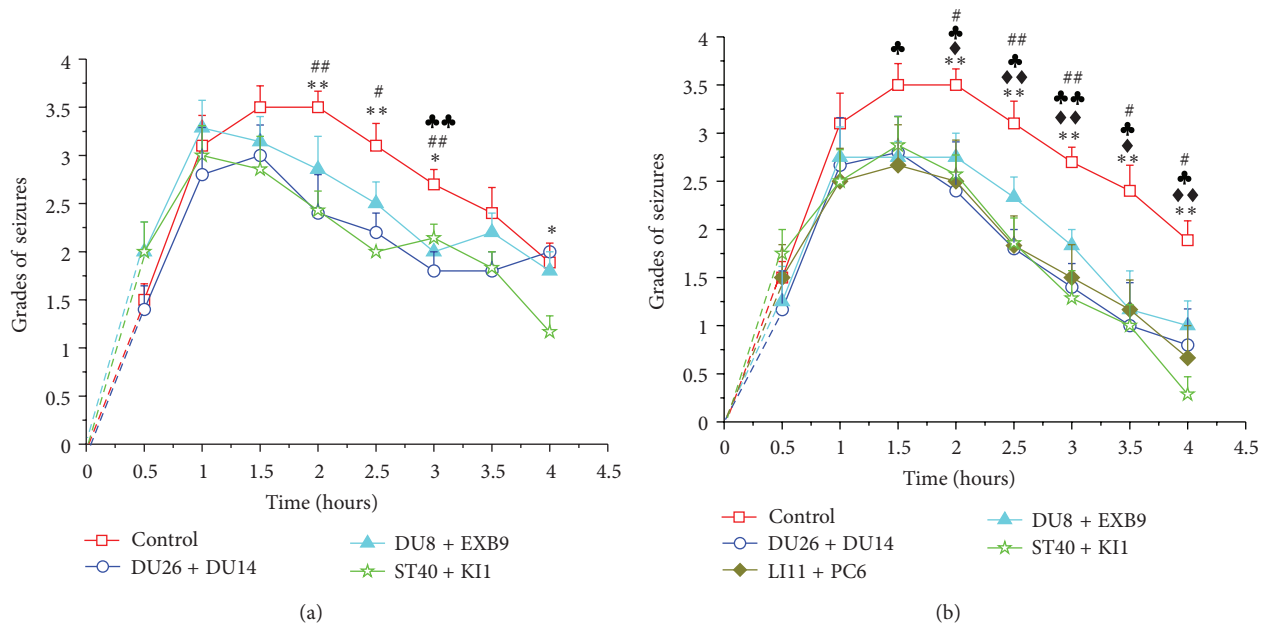 Grades of seizures
4
3.5
3
2.5
2
1.5
1
0.5
0
##
**
#
**
♣♣
##
*
*
0 0.5 1 1.5 2 2.5 3 3.5 4 4.5
Time (hours)
Control
DU26 + DU14
DU8 + EXB9
ST40 + KI1
(a)
Grades of seizures
4
3.5
3
2.5
2
1.5
1
0.5
0
♣
#
♣
♦
**
##
♣
♦♦
**
##
♣♣
♦♦
**
#
♣
♦
**
#
♣
♦♦
**
0 0.5 1 1.5 2 2.5 3 3.5 4 4.5
Time (hours)
Control
DU26 + DU14
LI11 + PC6
DU8 + EXB9
ST40 + KI1
(b)